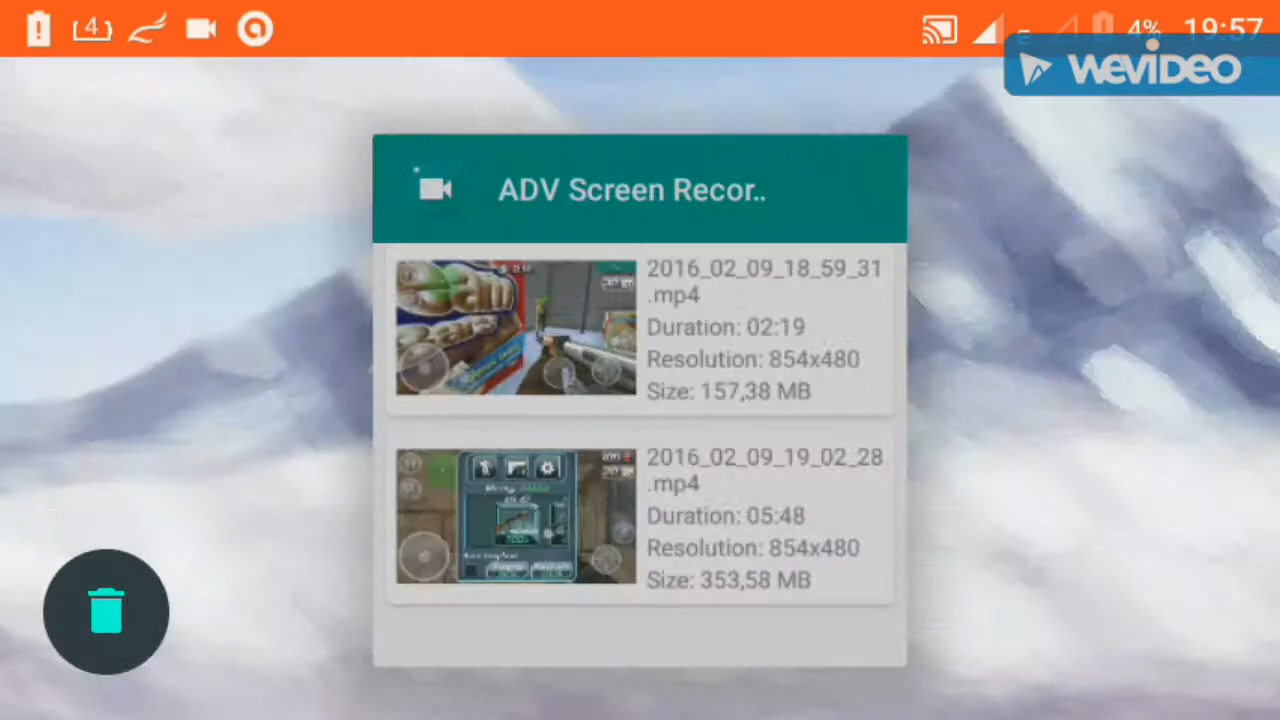 4
4%
19:57
WEVIDEO
ADV Screen Recor..
2016_02_09_18_59_31
.mp4
Duration: 02:19
Resolution: 854x480
Size: 157,38 MB
2016_02_09_19_02_28
.mp4
Duration: 05:48
Resolution: 854x480
Size: 353,58 MB